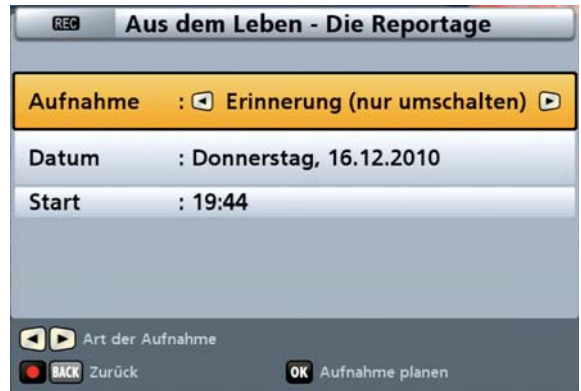 REC Aus dem Leben - Die Reportage
Aufnahme : Erinnerung (nur umschalten)
Datum : Donnerstag, 16.12.2010
Start : 19:44
Art der Aufnahme
BACK Zurück OK Aufnahme planen